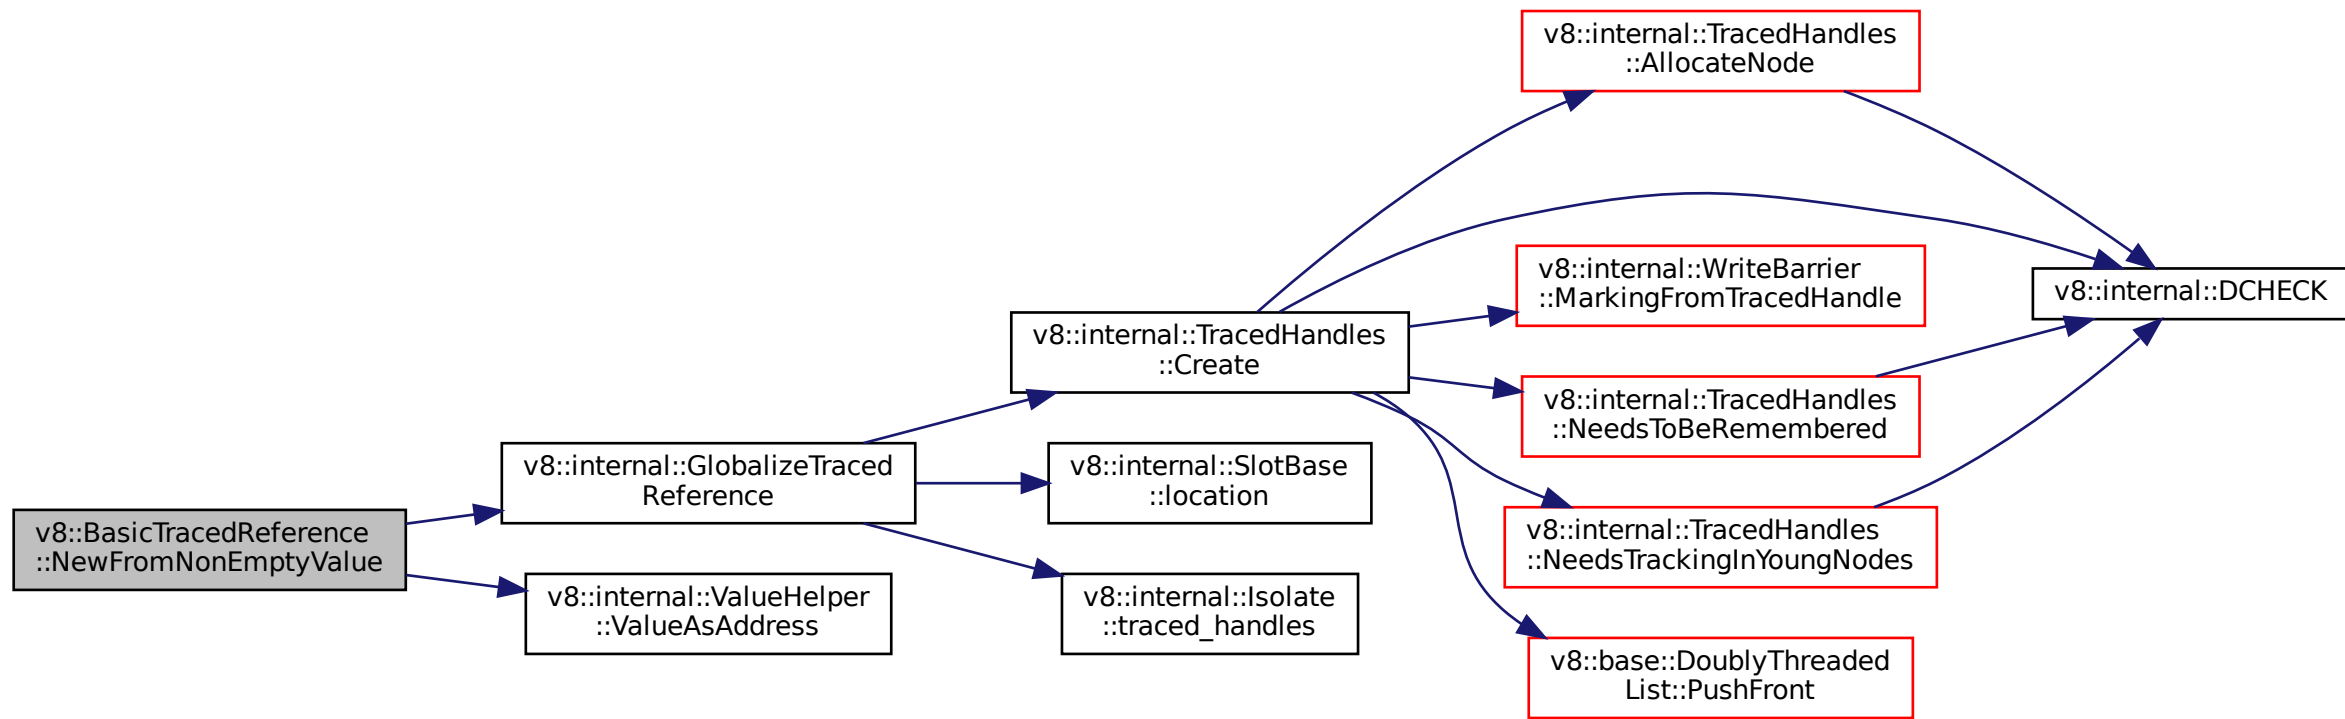 v8::BasicTracedReference
::NewFromNonEmptyValue
v8::internal::GlobalizeTraced
Reference
v8::internal::ValueHelper
::ValueAsAddress
v8::internal::TracedHandles
::Create
v8::internal::SlotBase
::location
v8::internal::Isolate
::traced_handles
v8::internal::TracedHandles
::AllocateNode
v8::internal::WriteBarrier
::MarkingFromTracedHandle
v8::internal::TracedHandles
::NeedsToBeRemembered
v8::internal::TracedHandles
::NeedsTrackingInYoungNodes
v8::base::DoublyThreaded
List::PushFront
v8::internal::DCHECK